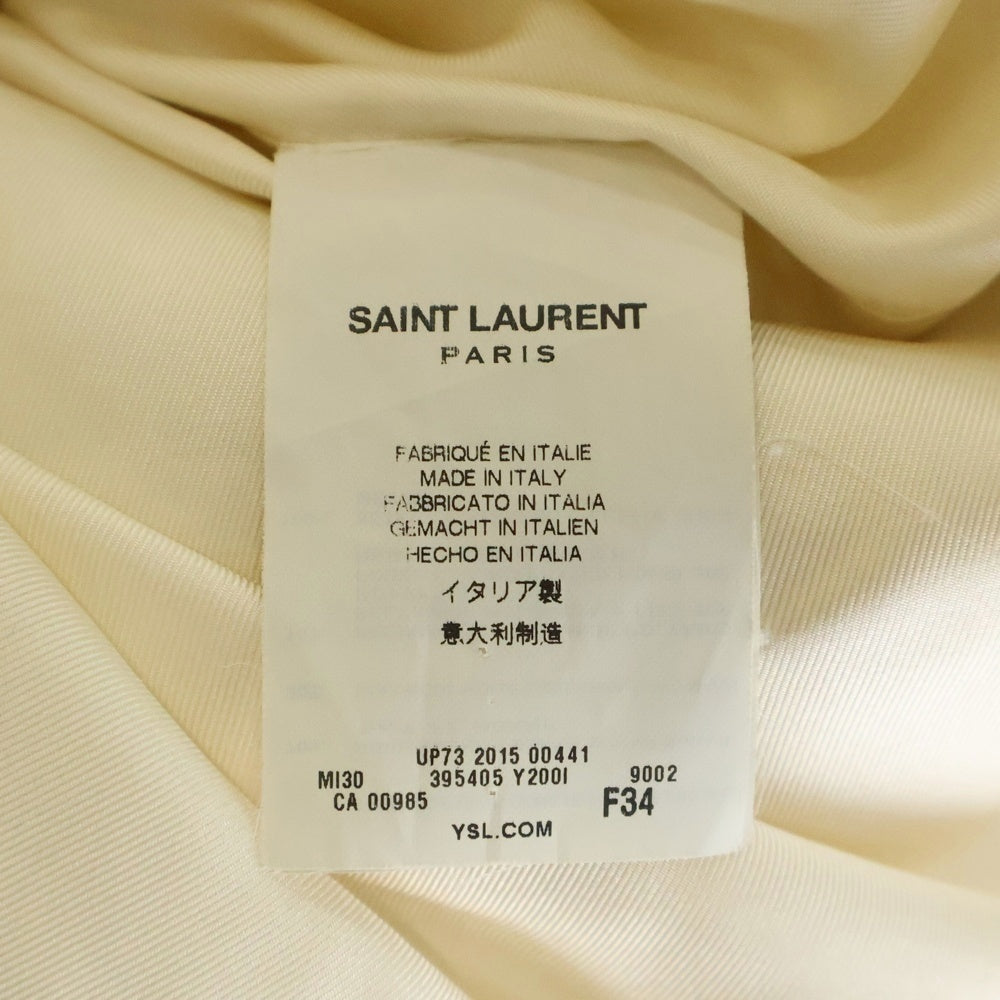 SAINT LAURENT
PARIS
FABRIQUÉ EN ITALIE
MADE IN ITALY
FABBRICATO IN ITALIA
GEMACHT IN ITALIEN
HECHO EN ITALIA
イタリア製
意大利制造
UP73 2015 00441
MI30 395405 Y200I 9002
CA 00985 F34
YSL.COM